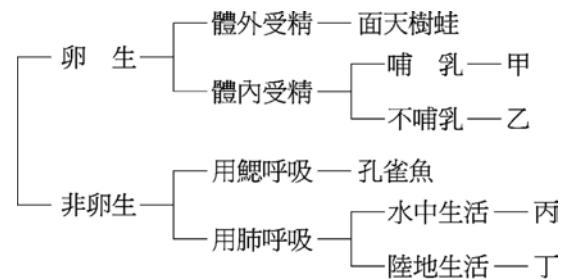 體外受精 面天樹蛙
卵 生
哺 乳 甲
體內受精
不哺乳 乙
用鰓呼吸 孔雀魚
非卵生
水中生活 丙
用肺呼吸
陸地生活 丁